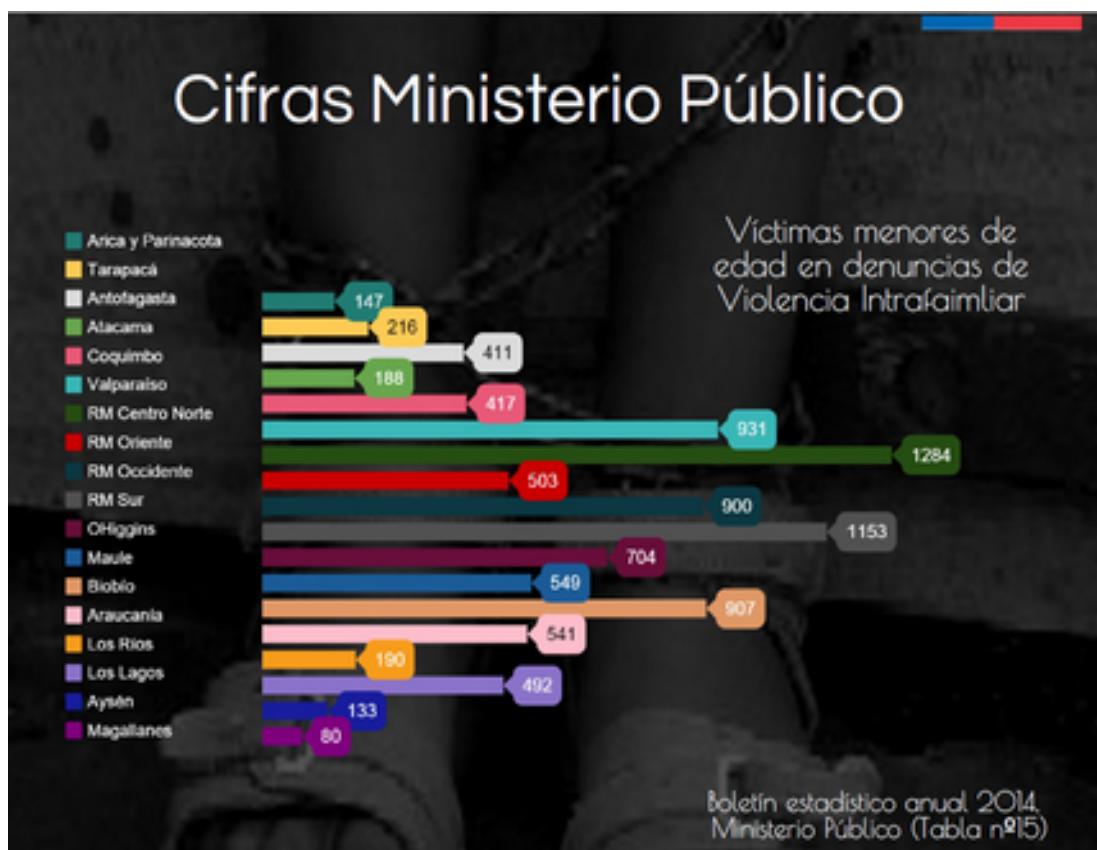 Cifras Ministerio Público
Víctimas menores de
edad en denuncias de
Violencia Intrafaimliar
Arica y Parinacota
Tarapacá
Antofagasta
Atacama
Coquimbo
Valparaíso
RM Centro Norte
RM Oriente
RM Occidente
RM Sur
OHiggins
Maule
Biobío
Araucanía
Los Ríos
Los Lagos
Aysén
Magallanes
147
216
411
188
417
931
1284
503
900
1153
704
549
907
541
190
492
133
80
Boletín estadístico anual 2014,
Ministerio Público (Tabla nº15)